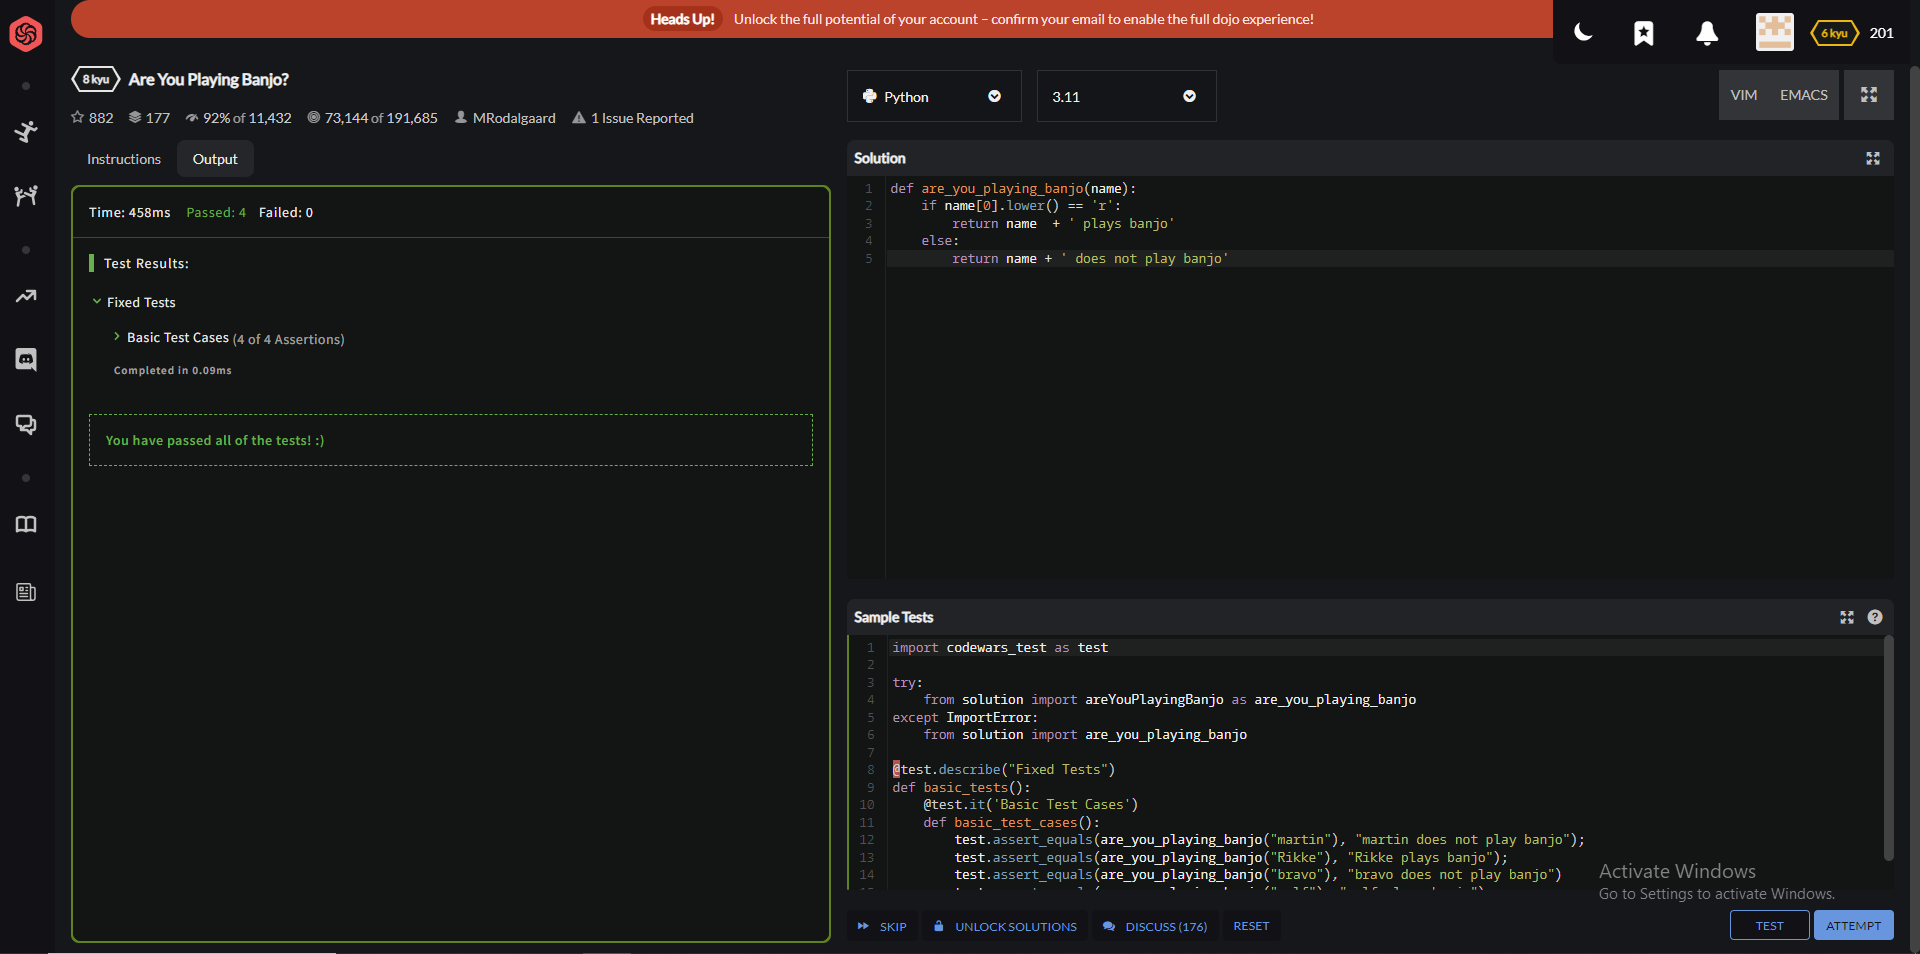 Heads Up! Unlock the full potential of your account – confirm your email to enable the full dojo experience!
6 kyu 201
8 kyu Are You Playing Banjo?
882 177 92% of 11,432 73,144 of 191,685 MRodalgaard 1 Issue Reported
Instructions Output
Time: 458ms Passed: 4 Failed: 0
Test Results:
Fixed Tests
Basic Test Cases (4 of 4 Assertions)
Completed in 0.09ms
You have passed all of the tests! :)
Python 3.11 VIM EMACS
Solution
1 def are_you_playing_banjo(name):
2     if name[0].lower() == 'r':
3         return name  + ' plays banjo'
4     else:
5         return name + ' does not play banjo'
Sample Tests
1 import codewars_test as test
2
3 try:
4     from solution import areYouPlayingBanjo as are_you_playing_banjo
5 except ImportError:
6     from solution import are_you_playing_banjo
7
8 @test.describe("Fixed Tests")
9 def basic_tests():
10     @test.it('Basic Test Cases')
11     def basic_test_cases():
12         test.assert_equals(are_you_playing_banjo("martin"), "martin does not play banjo");
13         test.assert_equals(are_you_playing_banjo("Rikke"), "Rikke plays banjo");
14         test.assert_equals(are_you_playing_banjo("bravo"), "bravo does not play banjo")
Activate Windows
Go to Settings to activate Windows.
SKIP UNLOCK SOLUTIONS DISCUSS (176) RESET TEST ATTEMPT